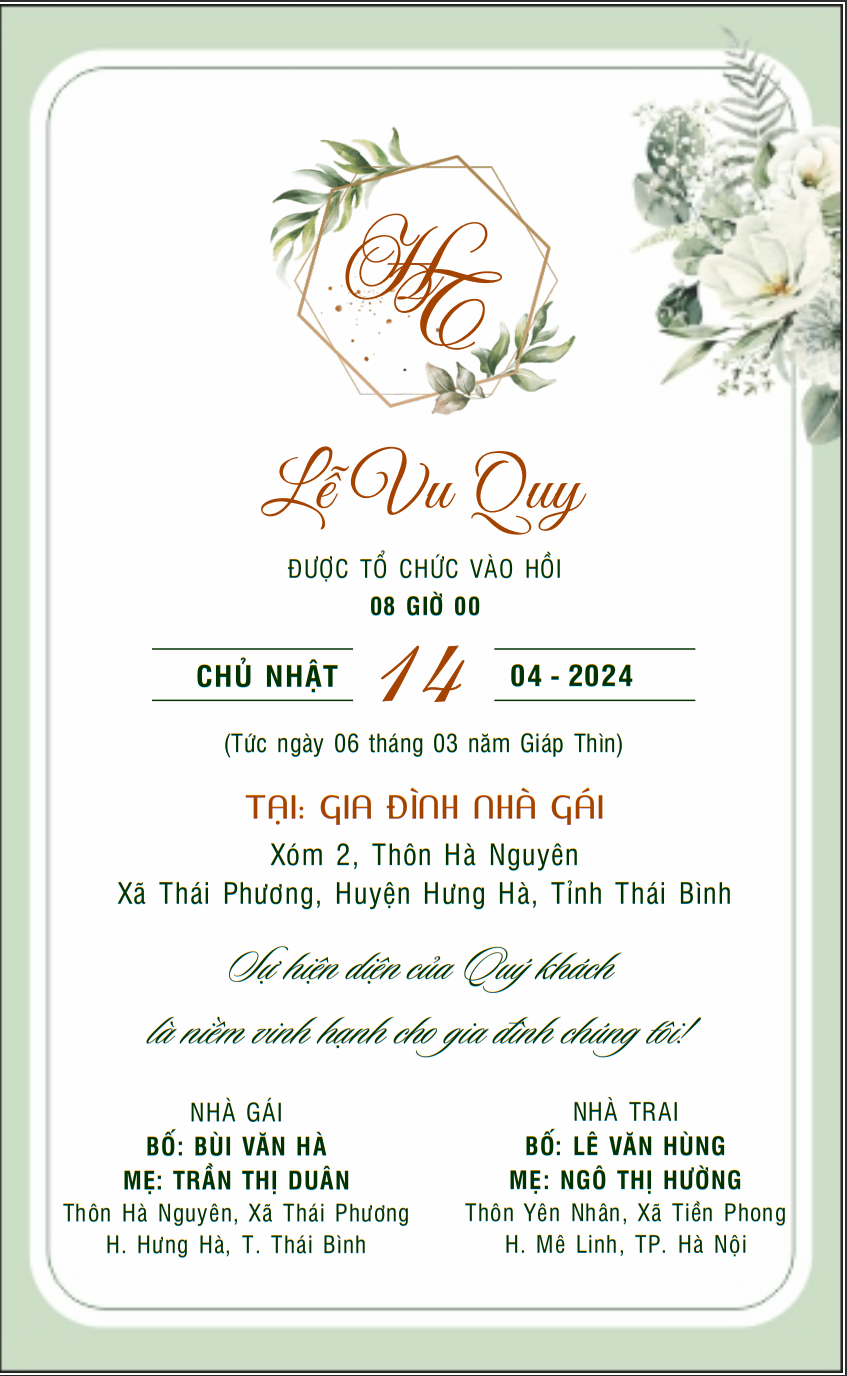 HT
Lễ Vu Quy
ĐƯỢC TỔ CHỨC VÀO HỒI
08 GIỜ 00
CHỦ NHẬT 14 04 - 2024
(Tức ngày 06 tháng 03 năm Giáp Thìn)
TẠI: GIA ĐÌNH NHÀ GÁI
Xóm 2, Thôn Hà Nguyên
Xã Thái Phương, Huyện Hưng Hà, Tỉnh Thái Bình
Sự hiện diện của Quý khách
là niềm vinh hạnh cho gia đình chúng tôi!
NHÀ GÁI
BỐ: BÙI VĂN HÀ
MẸ: TRẦN THỊ DUÂN
Thôn Hà Nguyên, Xã Thái Phương
H. Hưng Hà, T. Thái Bình
NHÀ TRAI
BỐ: LÊ VĂN HÙNG
MẸ: NGÔ THỊ HƯỜNG
Thôn Yên Nhân, Xã Tiền Phong
H. Mê Linh, TP. Hà Nội